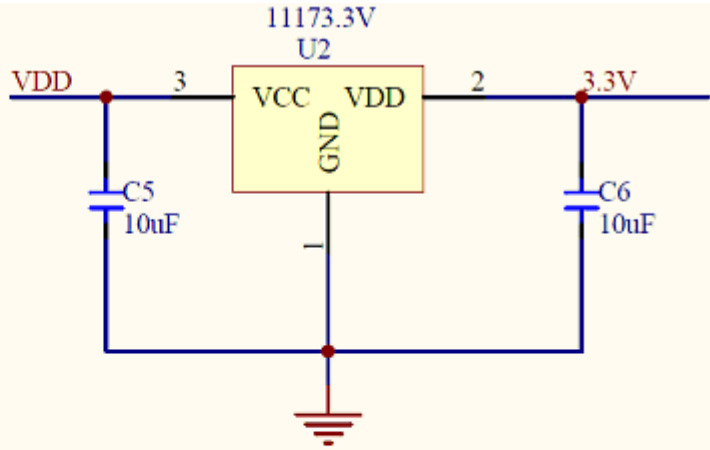 11173.3V
U2
VDD
3
VCC
VDD
2
3.3V
GND
1
C5
10uF
C6
10uF